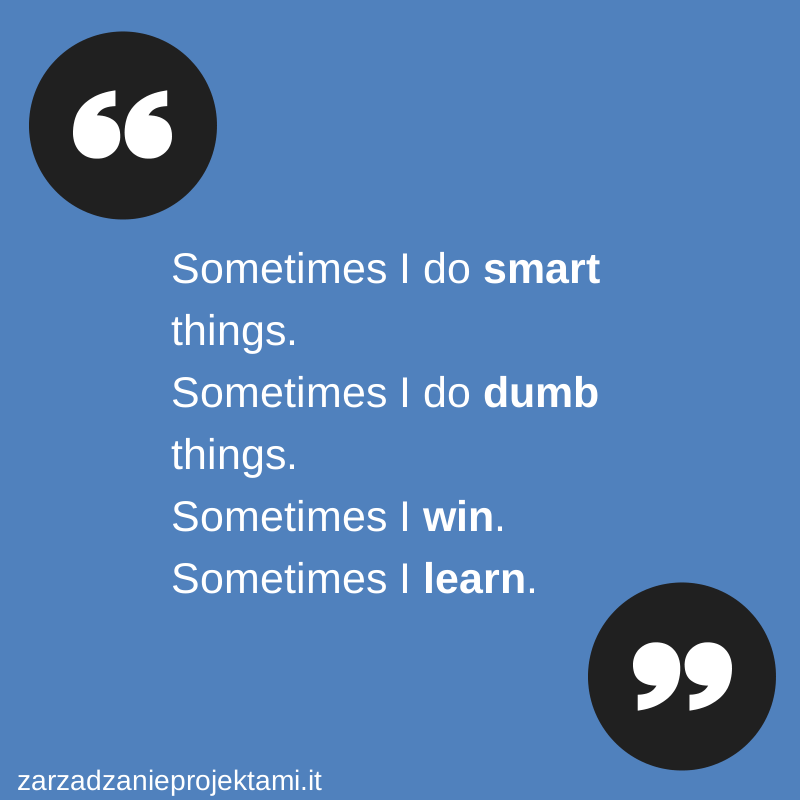 “
Sometimes I do smart
things.
Sometimes I do dumb
things.
Sometimes I win.
Sometimes I learn.
”
zarzadzanieprojektami.it